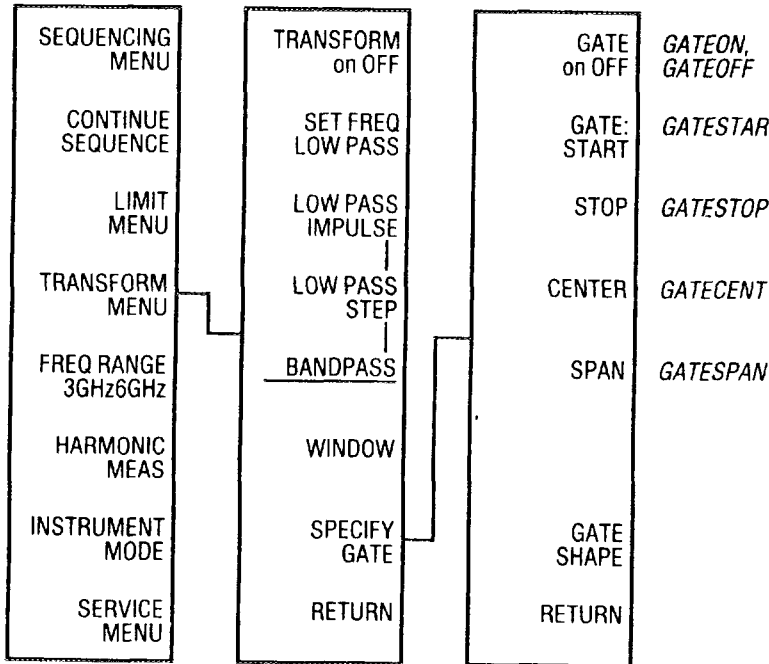 SEQUENCING
MENU
CONTINUE
SEQUENCE
LIMIT
MENU
TRANSFORM
MENU
FREQ RANGE
3GHz6GHz
HARMONIC
MEAS
INSTRUMENT
MODE
SERVICE
MENU
TRANSFORM
on OFF
SET FREQ
LOW PASS
LOW PASS
IMPULSE
LOW PASS
STEP
BANDPASS
WINDOW
SPECIFY
GATE
RETURN
GATE
on OFF
GATE:
START
STOP
CENTER
SPAN
GATE
SHAPE
RETURN
GATEON,
GATEOFF
GATESTAR
GATESTOP
GATECENT
GATESPAN